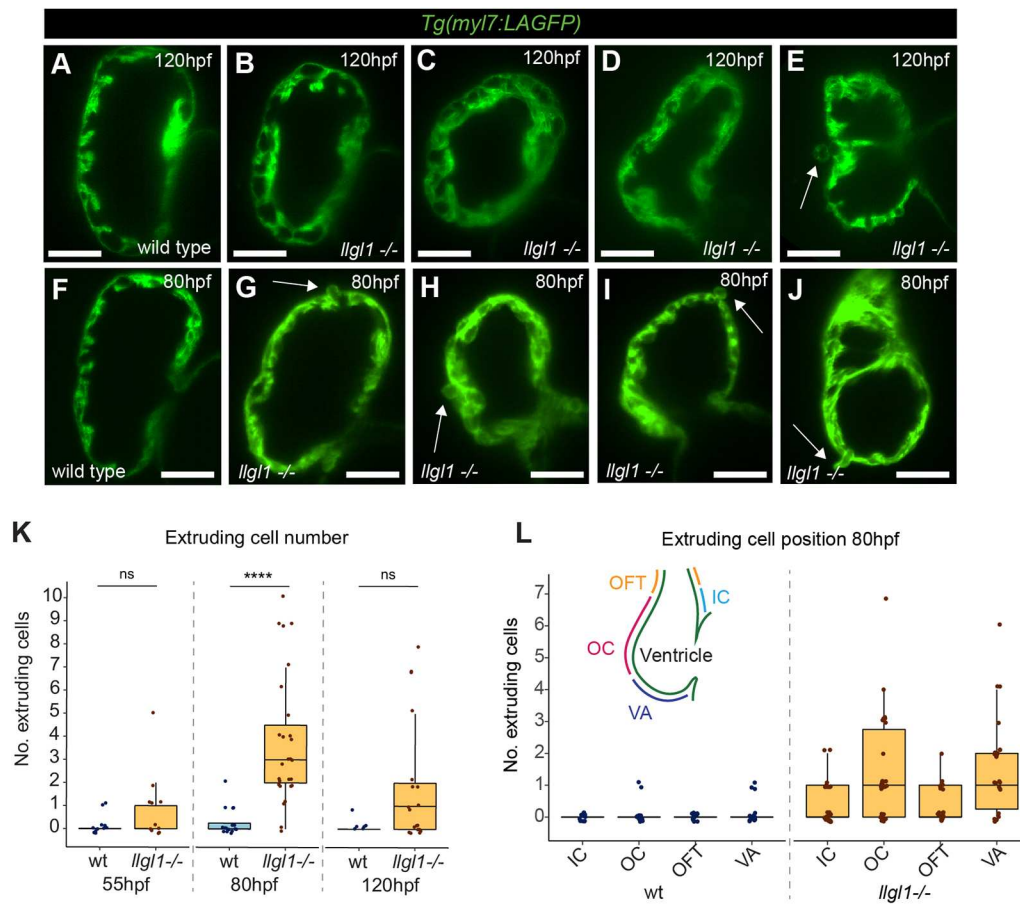 Tg(myl7:LAGFP)
A 120hpf wild type
B 120hpf llgl1 -/-
C 120hpf llgl1 -/-
D 120hpf llgl1 -/-
E 120hpf llgl1 -/-
F 80hpf wild type
G 80hpf llgl1 -/-
H 80hpf llgl1 -/-
I 80hpf llgl1 -/-
J 80hpf llgl1 -/-
K
Extruding cell number
No. extruding cells
10
9
8
7
6
5
4
3
2
1
0
ns
****
ns
wt llgl1-/- wt llgl1-/- wt llgl1-/-
55hpf 80hpf 120hpf
L
Extruding cell position 80hpf
No. extruding cells
7
6
5
4
3
2
1
0
OFT
IC
OC
Ventricle
VA
IC OC OFT VA IC OC OFT VA
wt llgl1-/-